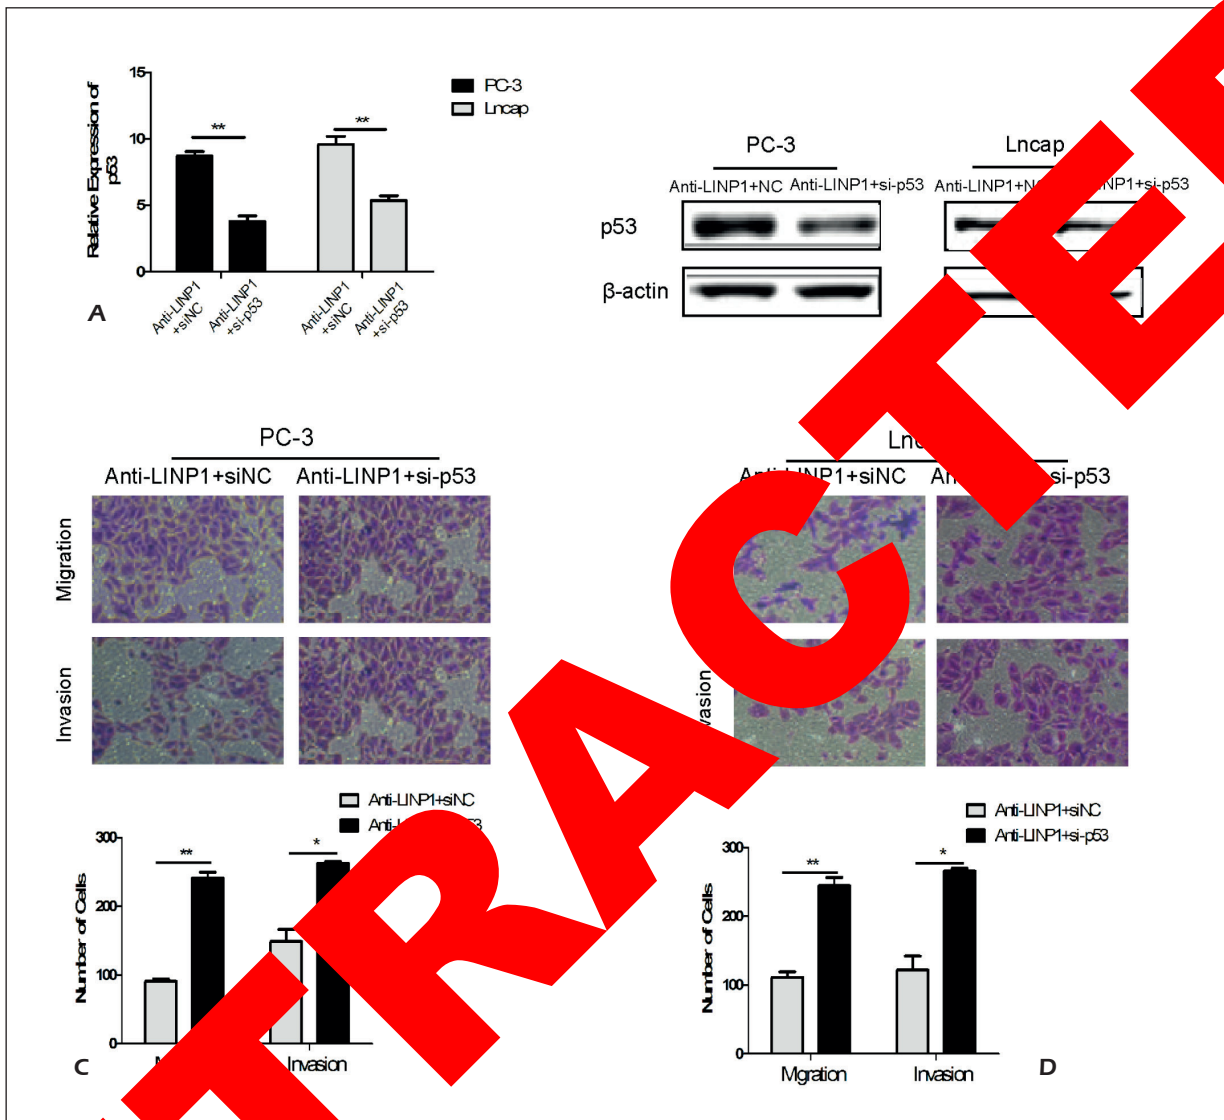 15
10
5
0
Relative Expression of
p53
**
**
PC-3
Lncap
Anti-LINP1
+siNC
Anti-LINP1
+si-p53
Anti-LINP1
+siNC
Anti-LINP1
+si-p53
A
PC-3
Lncap
Anti-LINP1+NC
Anti-LINP1+si-p53
p53
β-actin
PC-3
Anti-LINP1+siNC
Anti-LINP1+si-p53
Migration
Invasion
Anti-LINP1+siNC
300
200
100
0
Number of Cells
**
*
Invasion
C
Anti-LINP1+siNC
Anti-LINP1+si-p53
300
200
100
0
Number of Cells
**
*
Mgration
Invasion
D